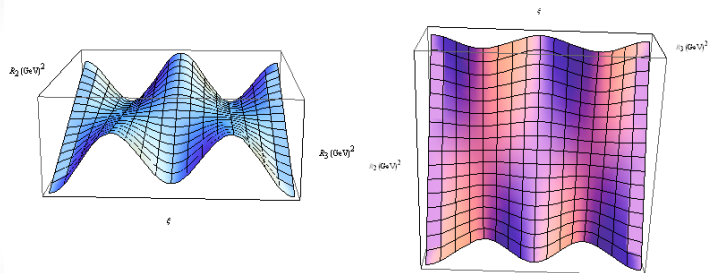 R₂ (GeV)²
R₃ (GeV)²
ξ
ξ
R₃ (GeV)²
R₂ (GeV)²